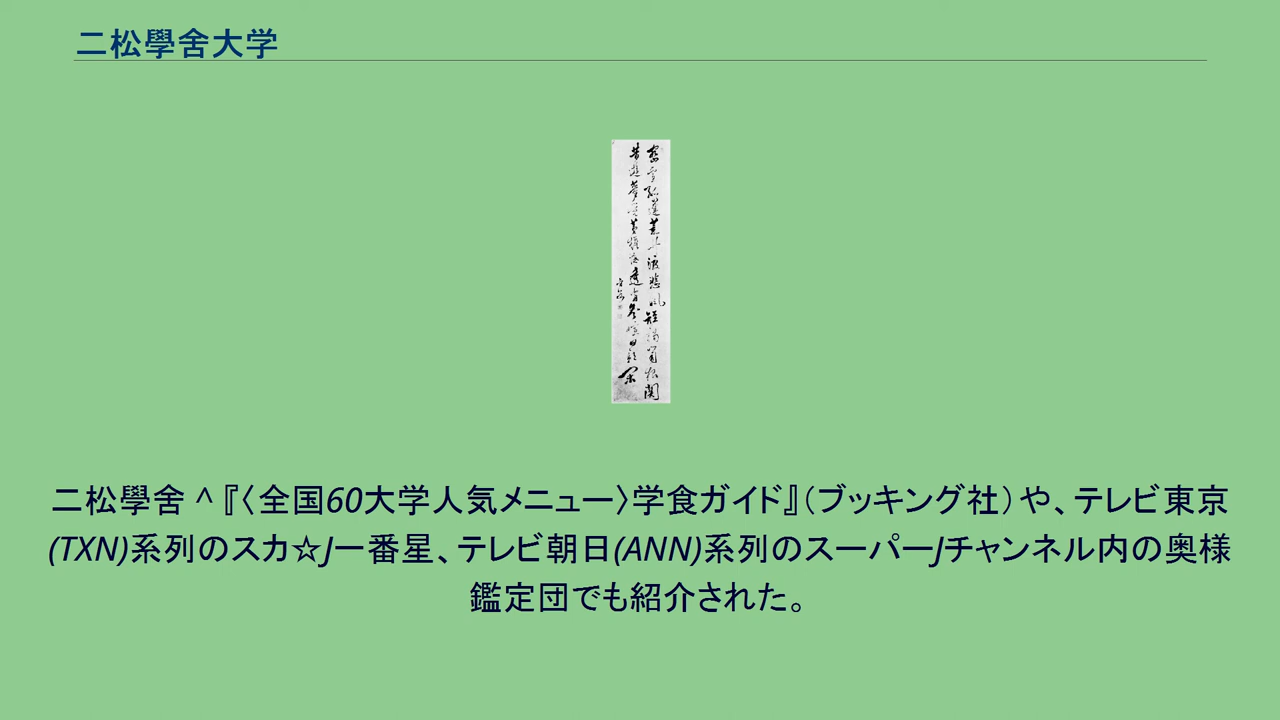 二松學舍大学
二松學舍 ^『〈全国60大学人気メニュー〉学食ガイド』（ブッキング社）や、テレビ東京
(TXN)系列のスカ☆J一番星、テレビ朝日(ANN)系列のスーパーJチャンネル内の奥様
鑑定団でも紹介された。